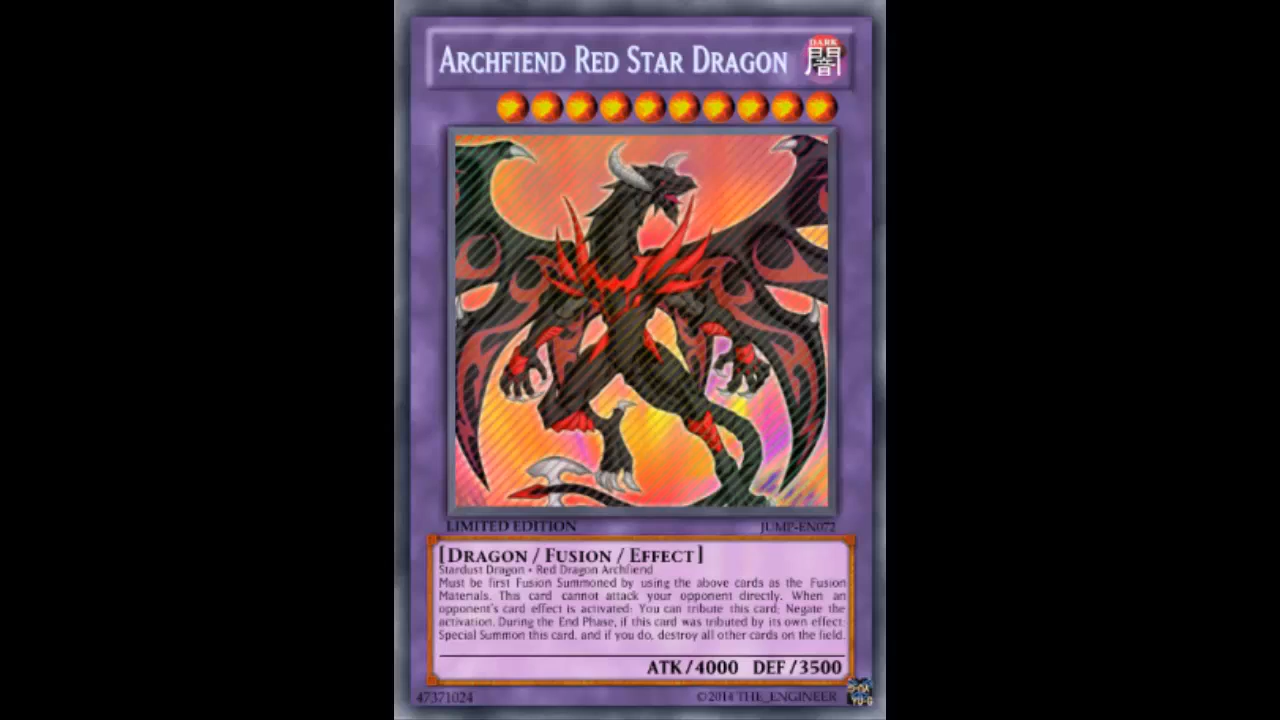 ARCHFIEND RED STAR DRAGON
DARK
闇
LIMITED EDITION
JUMP-EN072
[DRAGON / FUSION / EFFECT]
Stardust Dragon + Red Dragon Archfiend
Must be first Fusion Summoned by using the above cards as the Fusion
Materials. This card cannot attack your opponent directly. When an
opponent's card effect is activated: You can tribute this card; Negate the
activation. During the End Phase, if this card was tributed by its own effect:
Special Summon this card, and if you do, destroy all other cards on the field.
ATK/4000 DEF/3500
47371024
©2014 THE_ENGINEER